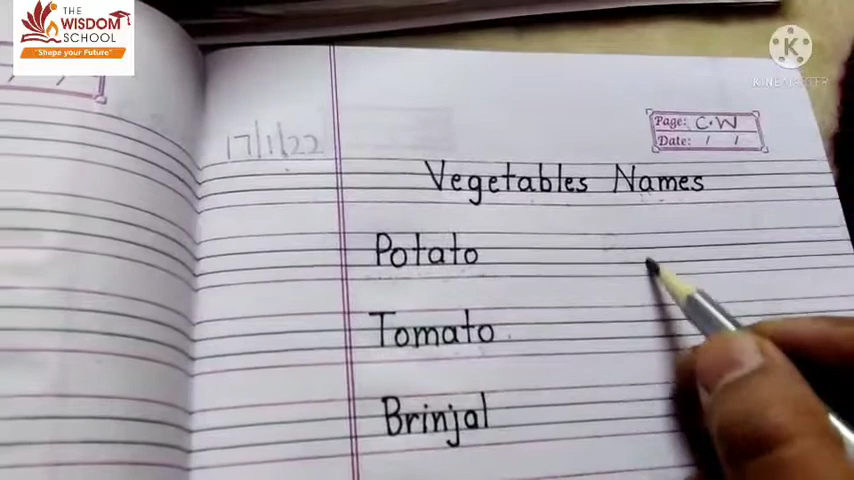 THE
WISDOM
SCHOOL
"Shape your Future"
K
KINEMASTER
Page: C.W
Date: / /
17/1/22
Vegetables Names
Potato
Tomato
Brinjal